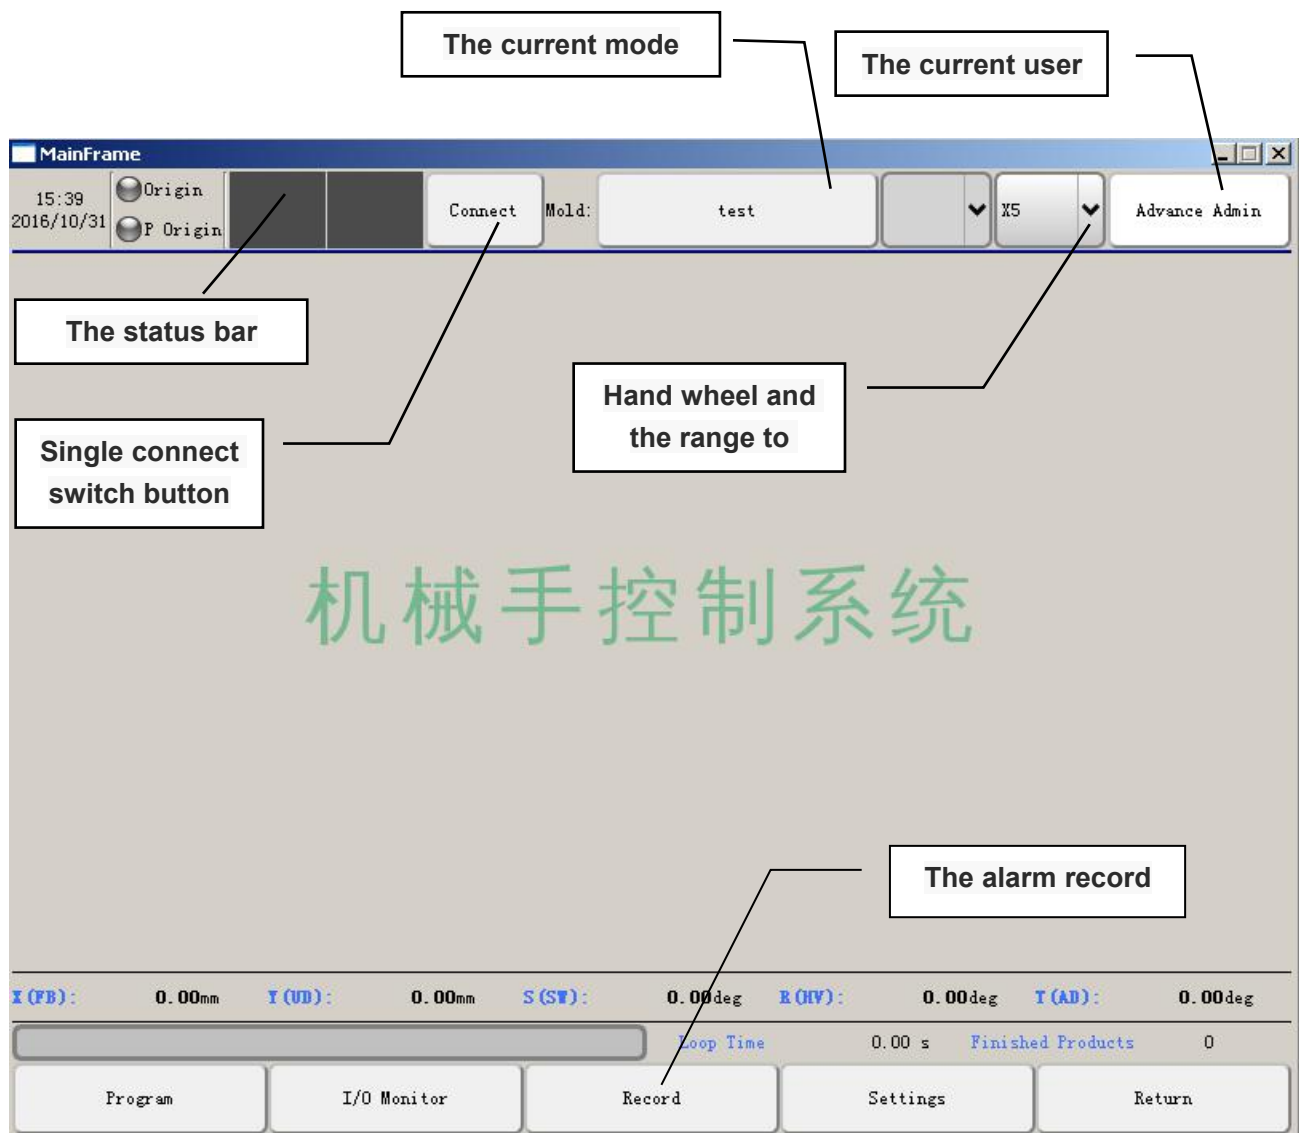 The current mode
The current user
MainFrame
15:39
2016/10/31
Origin
P Origin
Connect
Mold:
test
X5
Advance Admin
The status bar
Hand wheel and
the range to
Single connect
switch button
机械手控制系统
The alarm record
X(FB): 0.00mm Y(UD): 0.00mm S(SW): 0.00deg R(HV): 0.00deg T(AD): 0.00deg
Loop Time 0.00 s Finished Products 0
Program I/O Monitor Record Settings Return